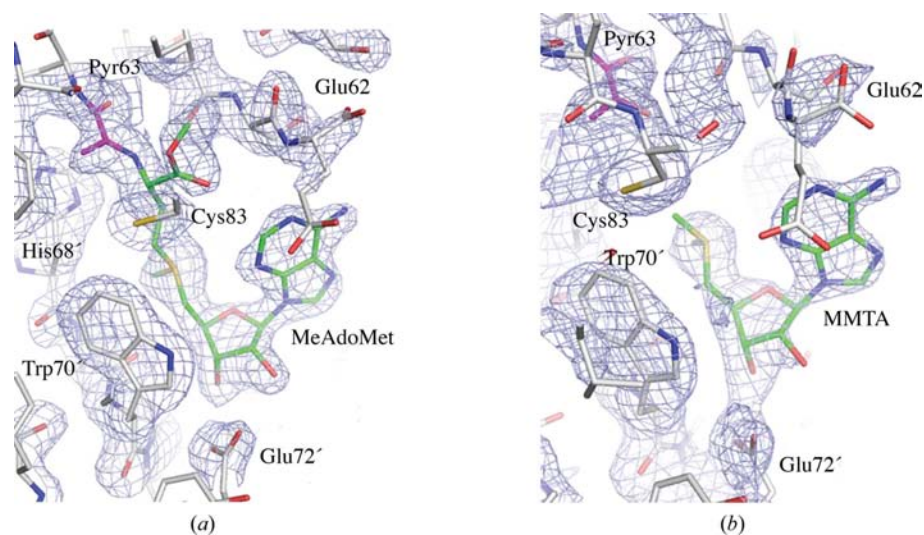 Pyr63
Glu62
Cys83
His68´
MeAdoMet
Trp70´
Glu72´
(a)
Pyr63
Glu62
Cys83
Trp70´
MMTA
Glu72´
(b)